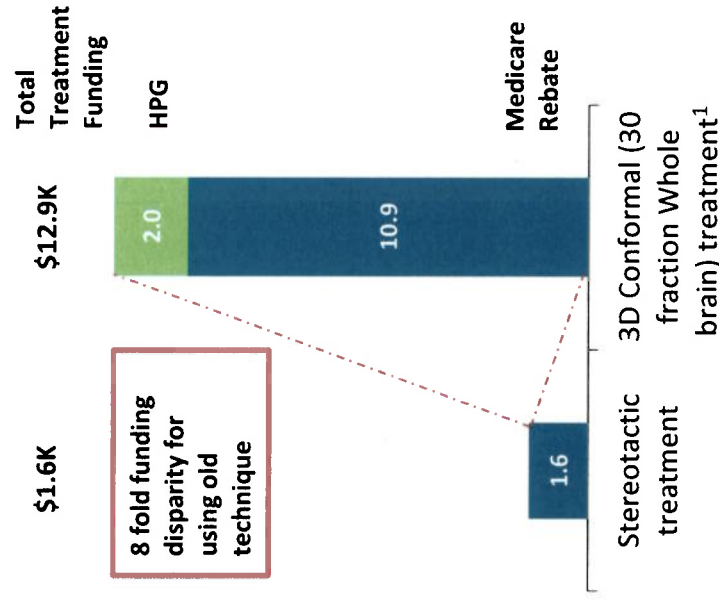 Total
Treatment
Funding
$12.9K
$1.6K
HPG
2.0
8 fold funding
disparity for
using old
technique
10.9
Medicare
Rebate
1.6
3D Conformal (30
fraction Whole
brain) treatment¹
Stereotactic
treatment